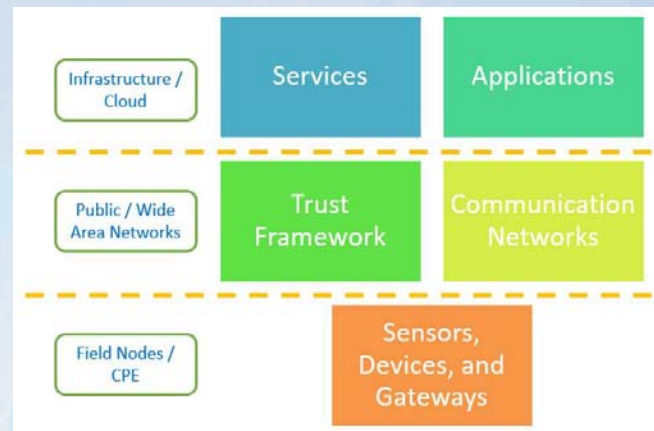 Infrastructure /
Cloud
Services
Applications
Public / Wide
Area Networks
Trust
Framework
Communication
Networks
Field Nodes /
CPE
Sensors,
Devices, and
Gateways